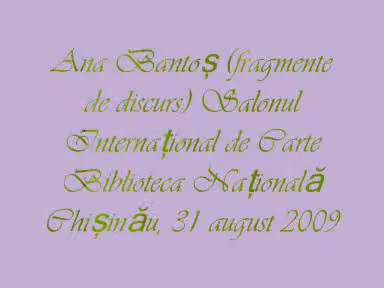 Ana Bantoș (fragmente
de discurs) Salonul
Internațional de Carte
Biblioteca Națională
Chișinău, 31 august 2009